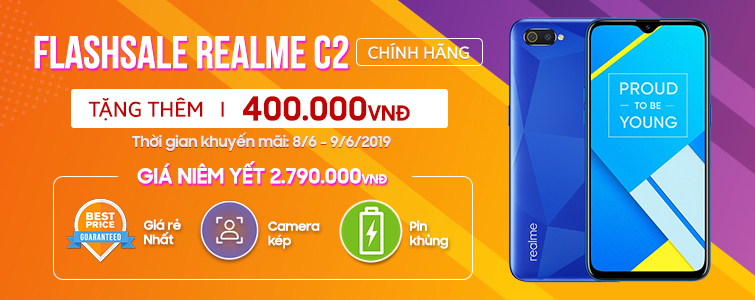 FLASHSALE REALME C2 CHÍNH HÃNG
TẶNG THÊM I 400.000VNĐ
Thời gian khuyến mãi: 8/6 - 9/6/2019
GIÁ NIÊM YẾT 2.790.000VNĐ
BEST
PRICE
GUARANTEED
Giá rẻ
Nhất
Camera
kép
Pin
khủng
realme
PROUD
TO BE
YOUNG